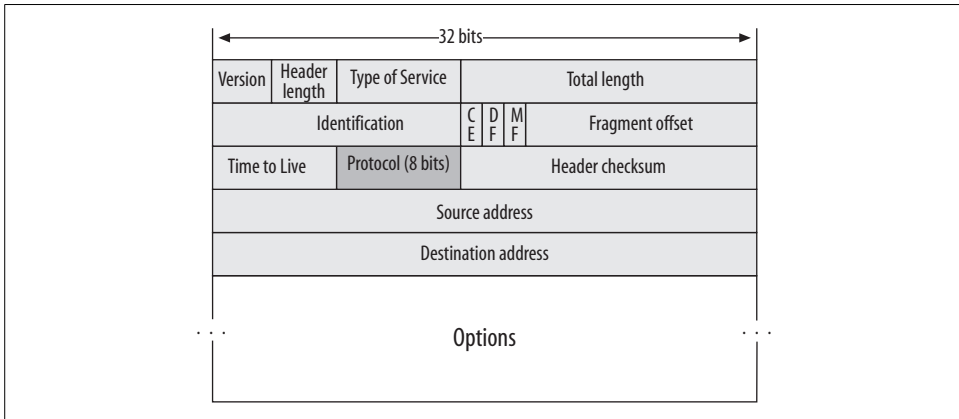 32 bits
Version
Header
length
Type of Service
Total length
Identification
C
E
D
F
M
F
Fragment offset
Time to Live
Protocol (8 bits)
Header checksum
Source address
Destination address
. . .
Options
. . .